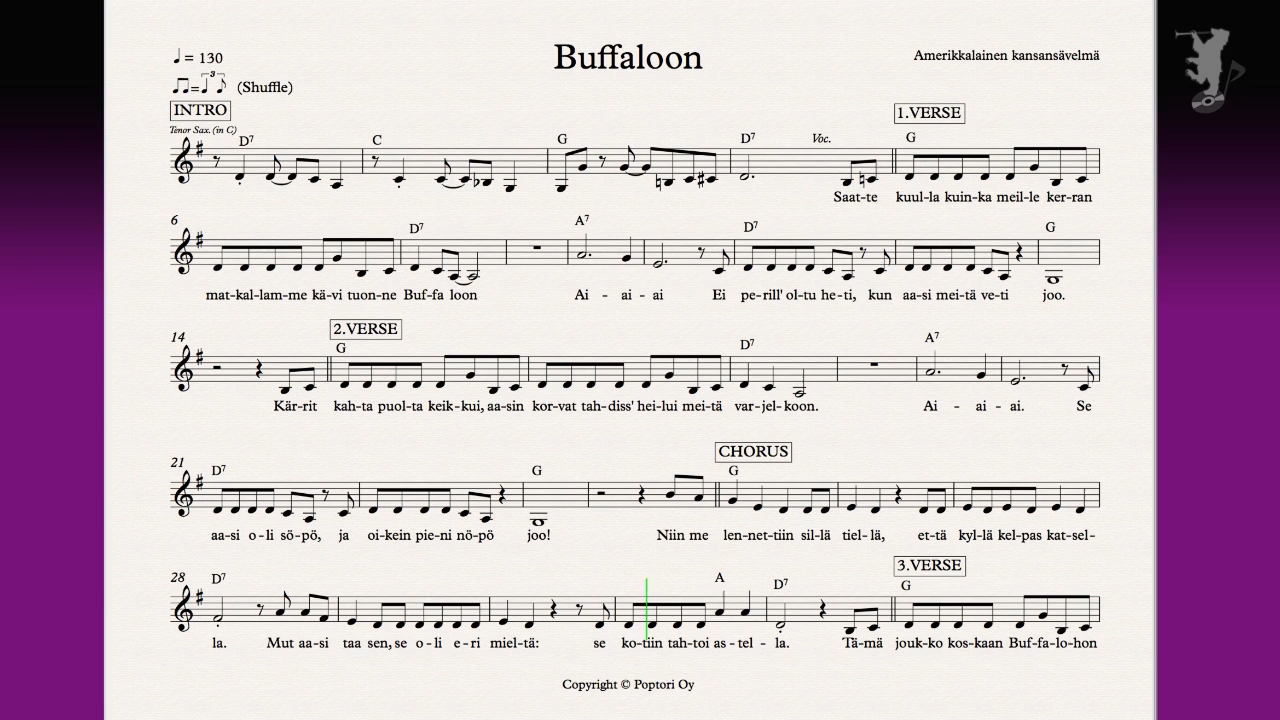 Buffaloon
♩ = 130
Amerikkalainen kansansävelmä
3
(Shuffle)
INTRO
Tenor Sax. (in C)
1.VERSE
D7 C G D7 Voc. G
Saat-te kuul-la kuin-ka meil-le ker-ran
6
D7 A7 D7 G
mat-kal-lam-me kä-vi tuon-ne Buf-fa loon Ai - ai - ai Ei pe-rill' ol-tu he-ti, kun aa-si mei-tä ve-ti joo.
14
2.VERSE
G D7 A7
Kär-rit kah-ta puol-ta keik-kui, aa-sin kor-vat tah-diss' hei-lui mei-tä var-jel-koon. Ai - ai - ai. Se
21
CHORUS
D7 G G
aa-si o-li sö-pö, ja oi-kein pie-ni nö-pö joo! Niin me len-net-tiin sil-lä tiel-lä, et-tä kyl-lä kel-pas kat-sel-
28
3.VERSE
D7 A D7 G
la. Mut aa-si taa sen, se o-li e-ri miel-tä: se ko-tiin tah-toi as-tel-la. Tä-mä jouk-ko kos-kaan Buf-fa-lo-hon
Copyright © Poptori Oy